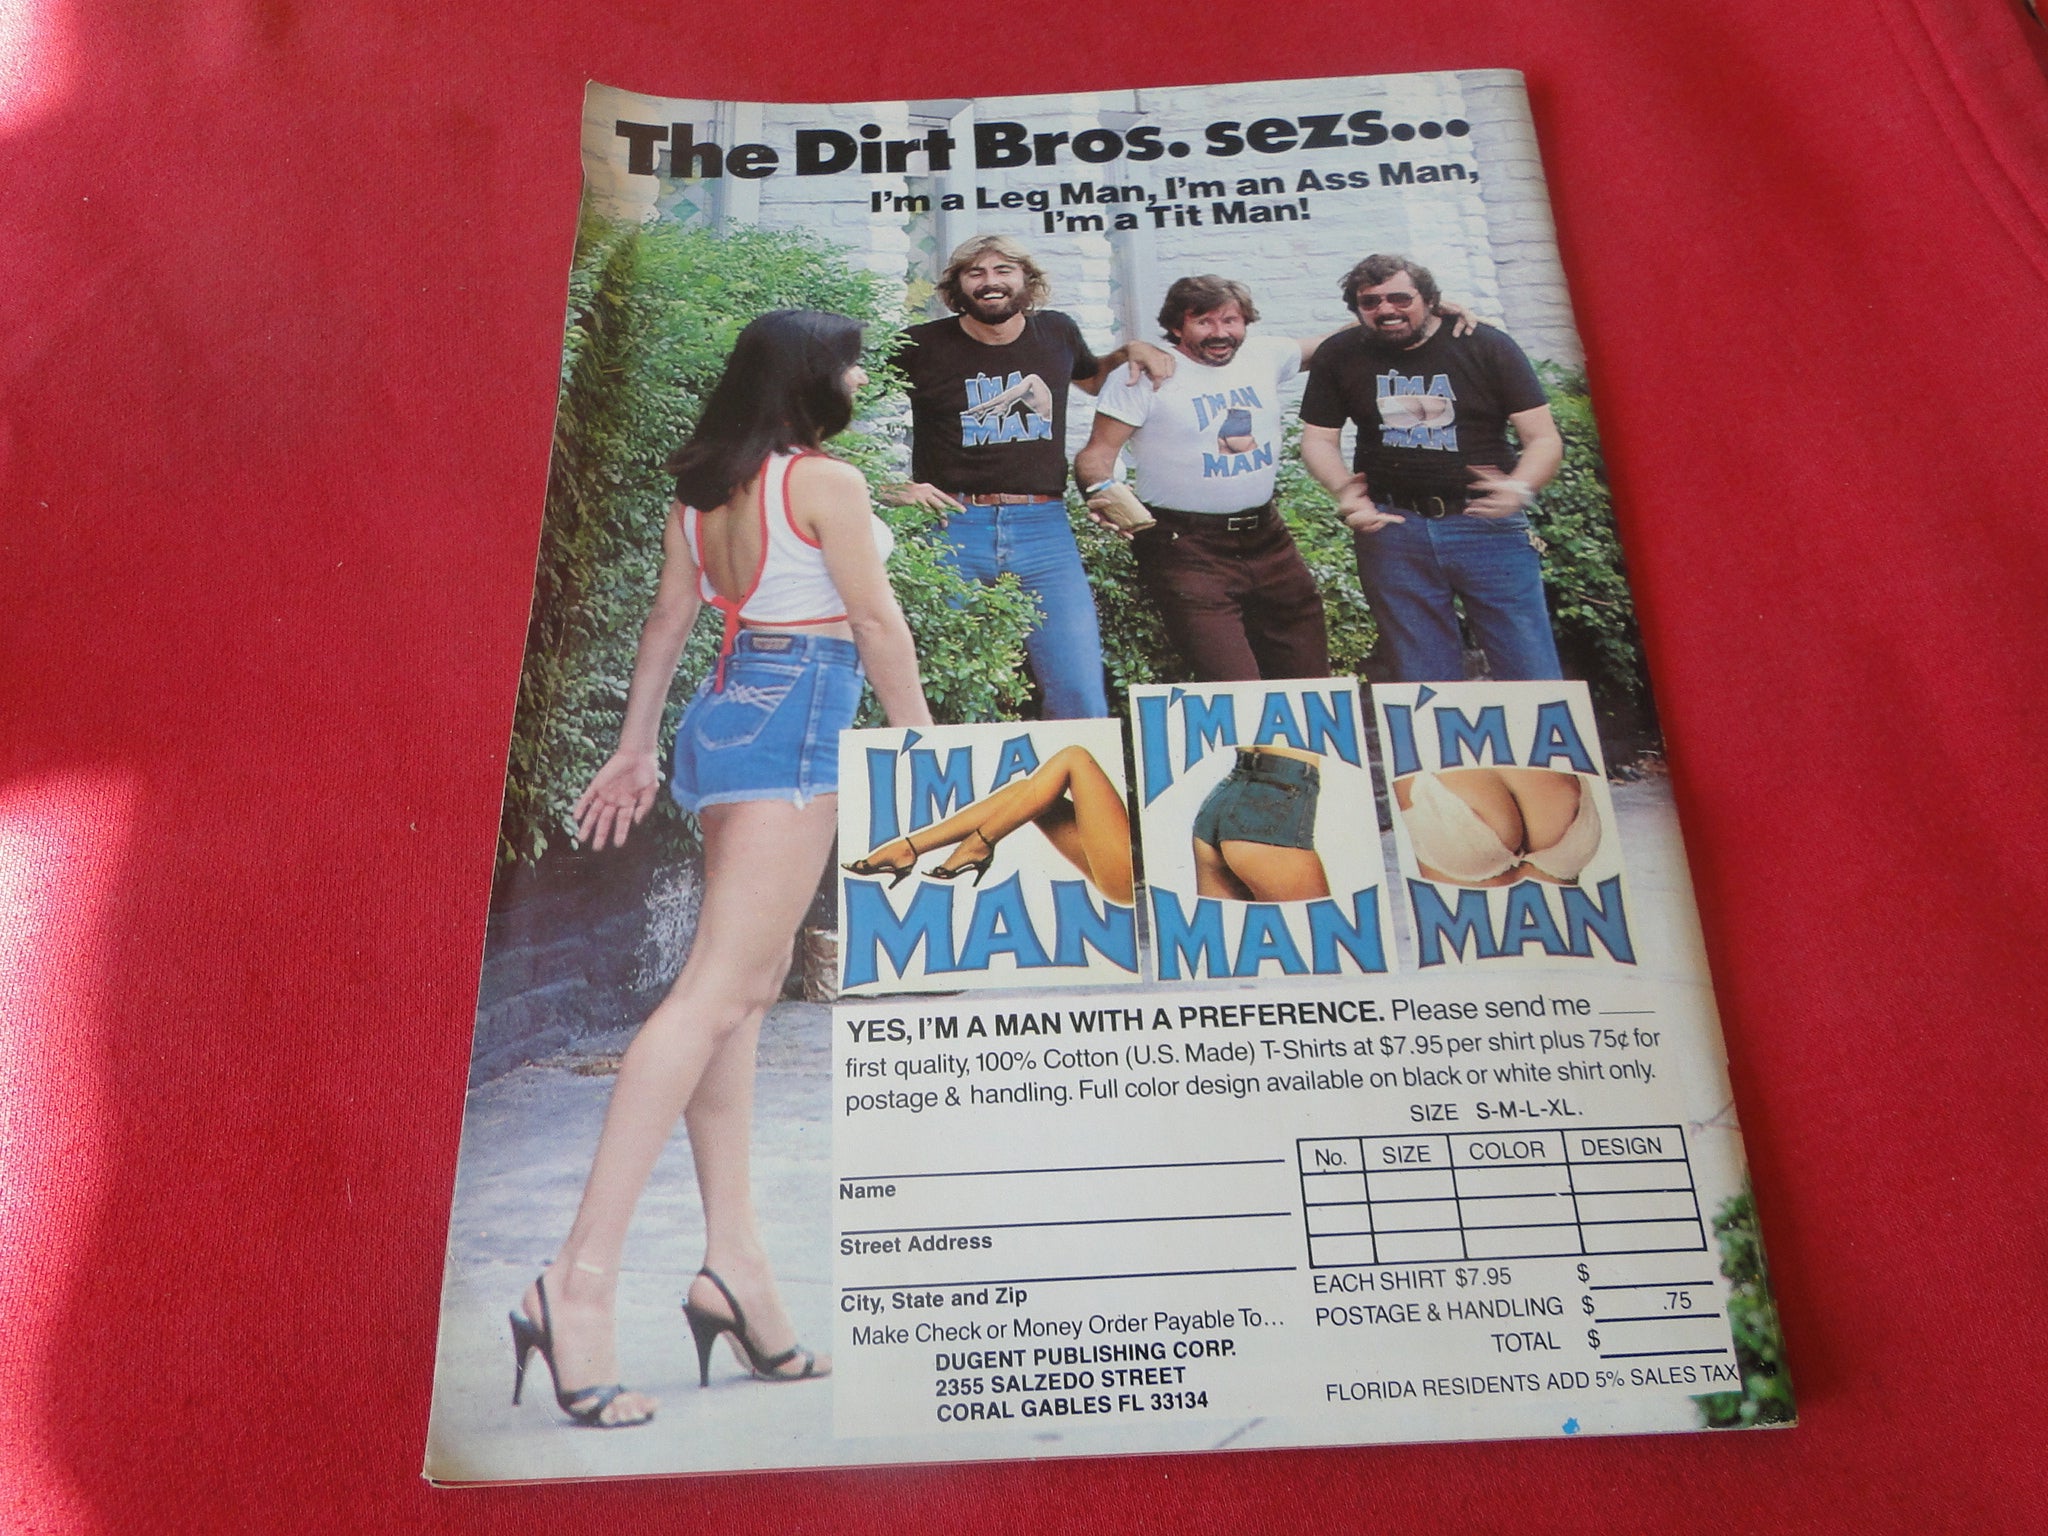 The Dirt Bros. sezs...
I'm a Leg Man, I'm an Ass Man,
I'm a Tit Man!
I'M A
MAN
I'M AN
MAN
I'M A
MAN
I'M A
MAN
I'M AN
MAN
I'M A
MAN
YES, I'M A MAN WITH A PREFERENCE. Please send me ____
first quality, 100% Cotton (U.S. Made) T-Shirts at $7.95 per shirt plus 75¢ for
postage & handling. Full color design available on black or white shirt only.
SIZE S-M-L-XL.
No. SIZE COLOR DESIGN
Name
Street Address
City, State and Zip
Make Check or Money Order Payable To...
DUGENT PUBLISHING CORP.
2355 SALZEDO STREET
CORAL GABLES FL 33134
EACH SHIRT $7.95 $
POSTAGE & HANDLING $ .75
TOTAL $
FLORIDA RESIDENTS ADD 5% SALES TAX